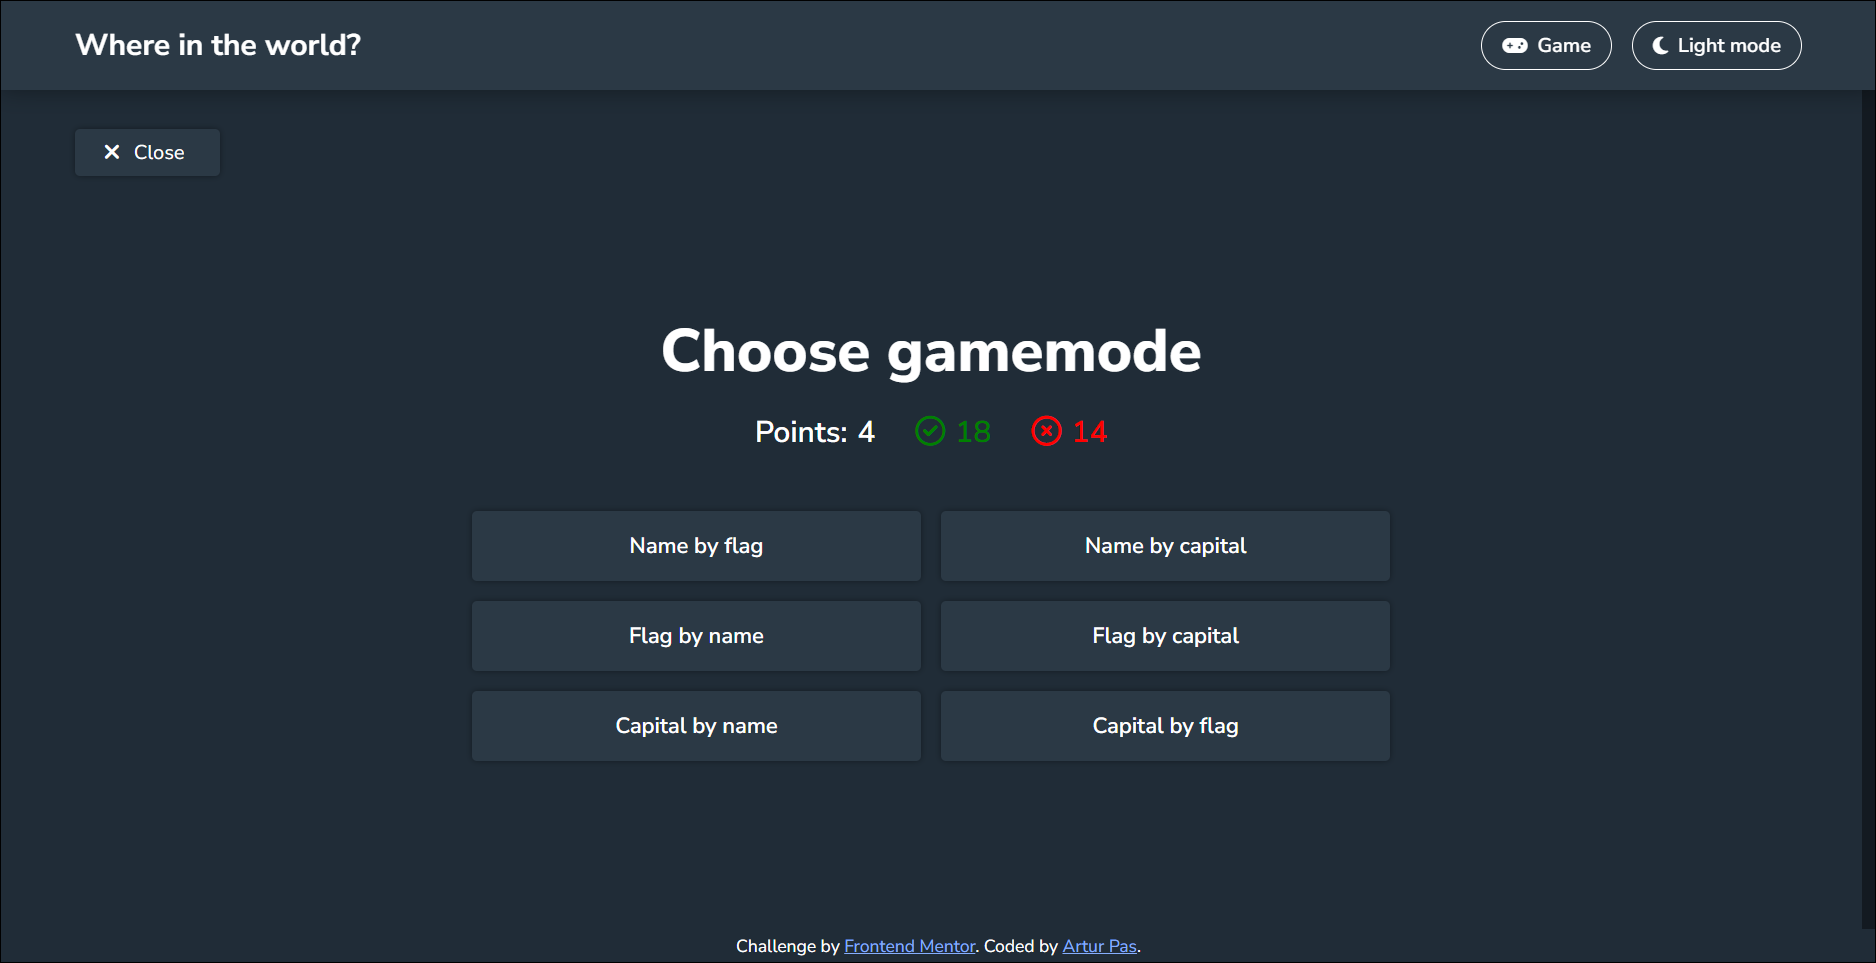 Where in the world?
Game
Light mode
Close
Choose gamemode
Points: 4 18 14
Name by flag
Name by capital
Flag by name
Flag by capital
Capital by name
Capital by flag
Challenge by Frontend Mentor. Coded by Artur Pas.